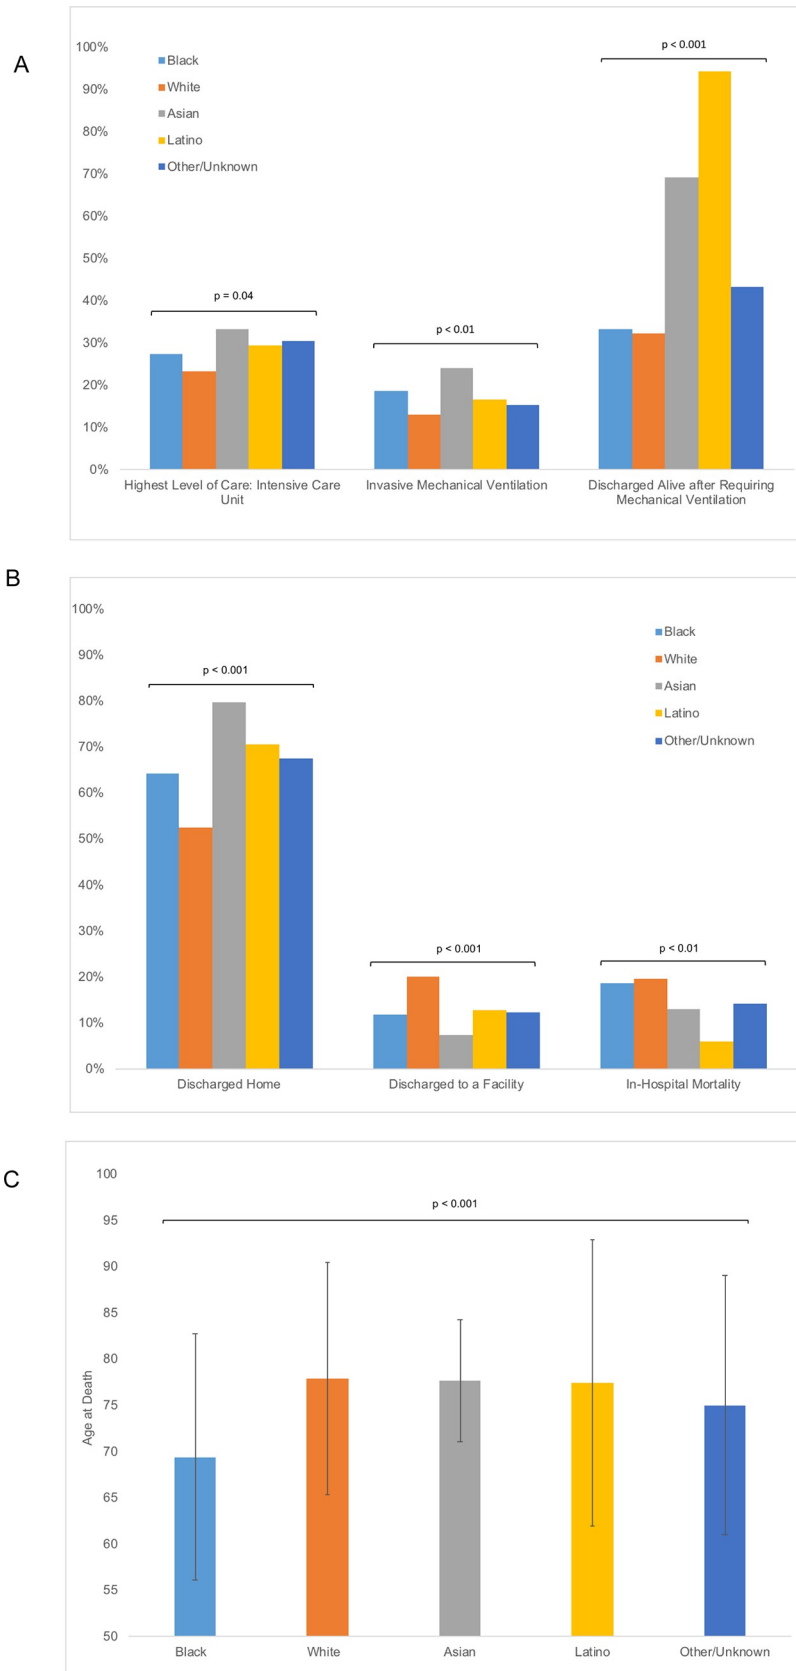 A
100%
90%
80%
70%
60%
50%
40%
30%
20%
10%
0%
Black
White
Asian
Latino
Other/Unknown
p = 0.04
p < 0.01
p < 0.001
Highest Level of Care: Intensive Care
Unit
Invasive Mechanical Ventilation
Discharged Alive after Requiring
Mechanical Ventilation
B
100%
90%
80%
70%
60%
50%
40%
30%
20%
10%
0%
Black
White
Asian
Latino
Other/Unknown
p < 0.001
p < 0.001
p < 0.01
Discharged Home
Discharged to a Facility
In-Hospital Mortality
C
Age at Death
100
95
90
85
80
75
70
65
60
55
50
p < 0.001
Black
White
Asian
Latino
Other/Unknown